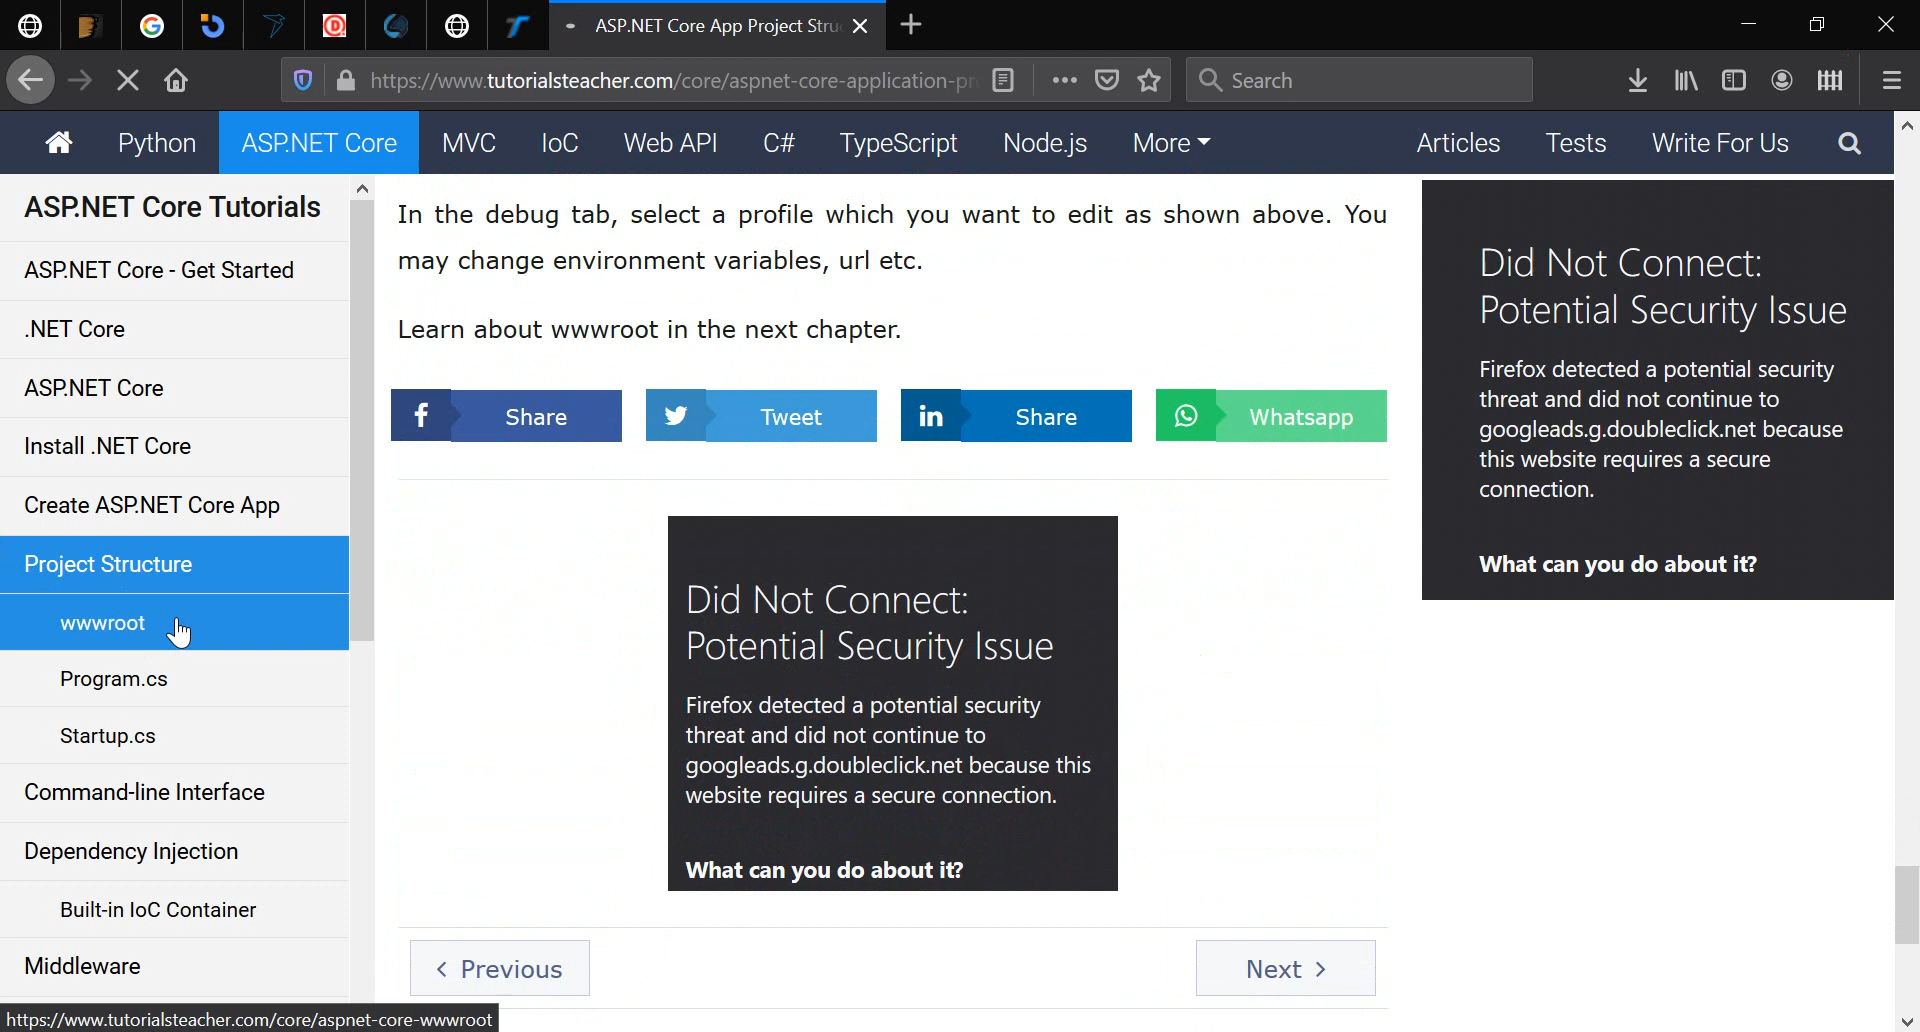 ASP.NET Core App Project Stru
https://www.tutorialsteacher.com/core/aspnet-core-application-pr
Search
Python
ASP.NET Core
MVC
IoC
Web API
C#
TypeScript
Node.js
More
Articles
Tests
Write For Us
ASP.NET Core Tutorials
ASP.NET Core - Get Started
.NET Core
ASP.NET Core
Install .NET Core
Create ASP.NET Core App
Project Structure
wwwroot
Program.cs
Startup.cs
Command-line Interface
Dependency Injection
Built-in IoC Container
Middleware
https://www.tutorialsteacher.com/core/aspnet-core-wwwroot
In the debug tab, select a profile which you want to edit as shown above. You
may change environment variables, url etc.
Learn about wwwroot in the next chapter.
Share
Tweet
in Share
Whatsapp
Did Not Connect:
Potential Security Issue
Firefox detected a potential security
threat and did not continue to
googleads.g.doubleclick.net because this
website requires a secure connection.
What can you do about it?
< Previous
Next >
Did Not Connect:
Potential Security Issue
Firefox detected a potential security
threat and did not continue to
googleads.g.doubleclick.net because
this website requires a secure
connection.
What can you do about it?